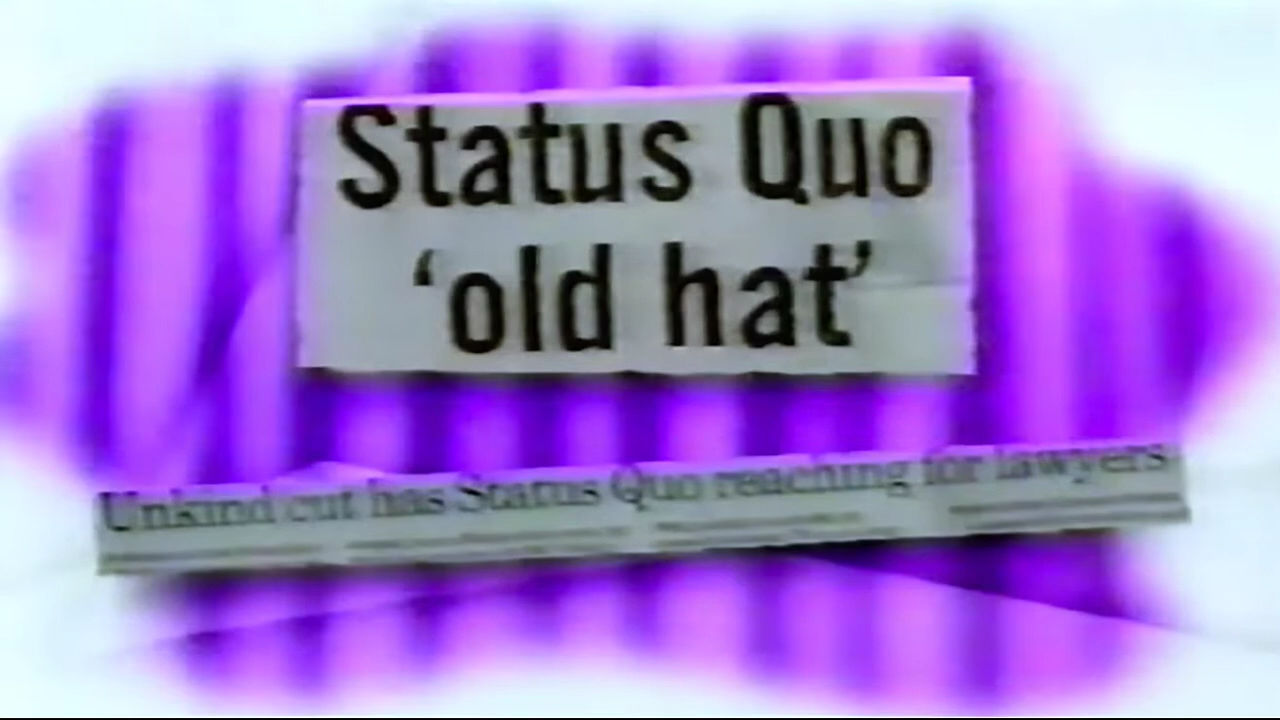 Status Quo
‘old hat’
Unkind cut has Status Quo reaching for lawyers